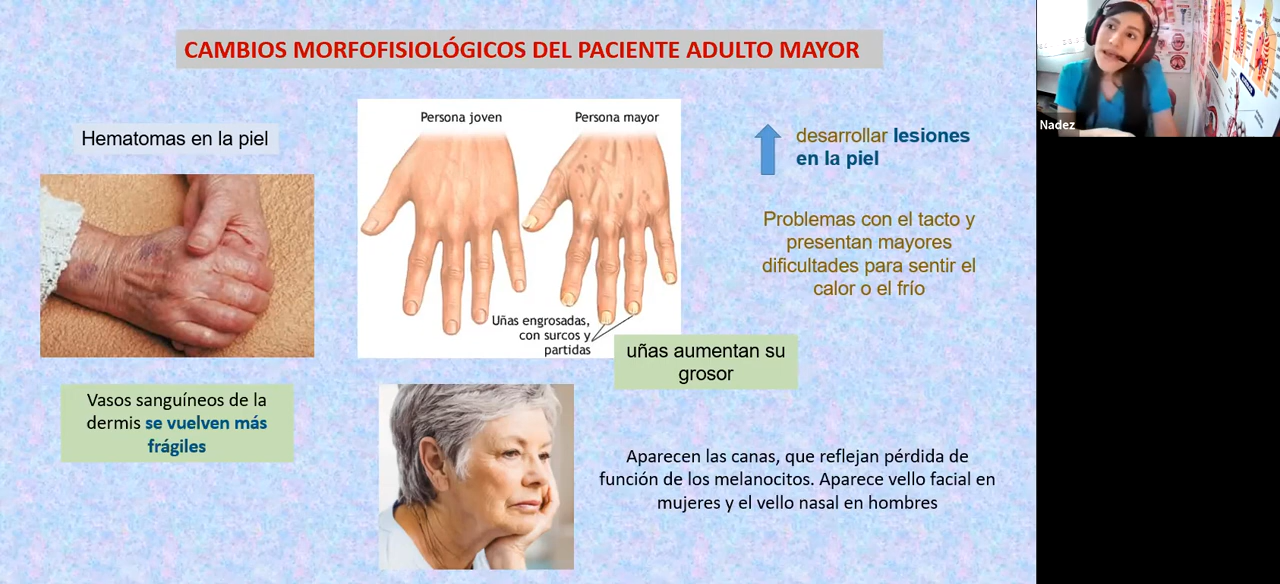 CAMBIOS MORFOFISIOLÓGICOS DEL PACIENTE ADULTO MAYOR
Hematomas en la piel
Vasos sanguíneos de la
dermis se vuelven más
frágiles
Persona joven
Persona mayor
Uñas engrosadas,
con surcos y
partidas
uñas aumentan su
grosor
desarrollar lesiones
en la piel
Problemas con el tacto y
presentan mayores
dificultades para sentir el
calor o el frío
Aparecen las canas, que reflejan pérdida de
función de los melanocitos. Aparece vello facial en
mujeres y el vello nasal en hombres
Nadez